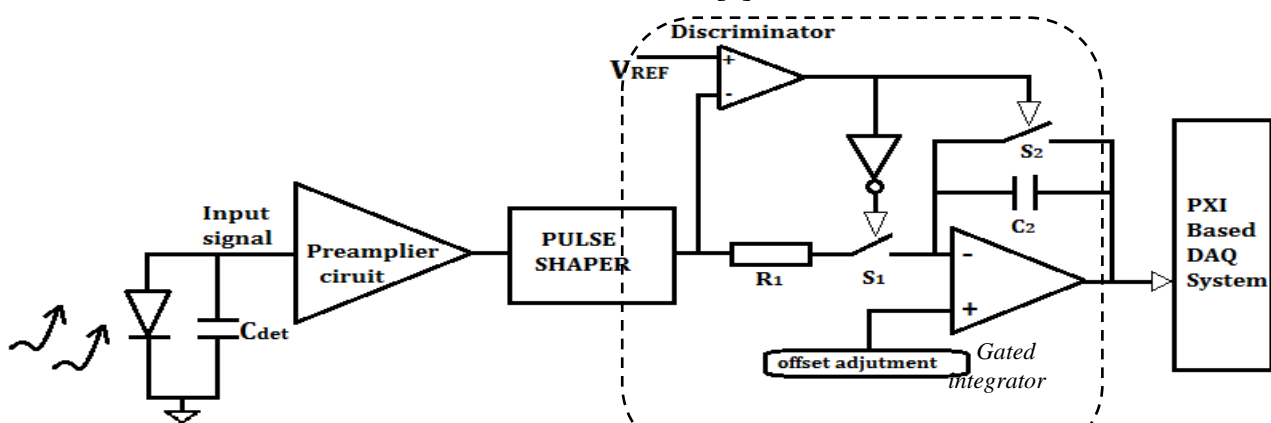 Discriminator
VREF
+
-
S2
C2
Input
signal
Preamplier
ciruit
PULSE
SHAPER
R1
S1
-
+
PXI
Based
DAQ
System
Cdet
offset adjutment
Gated
integrator